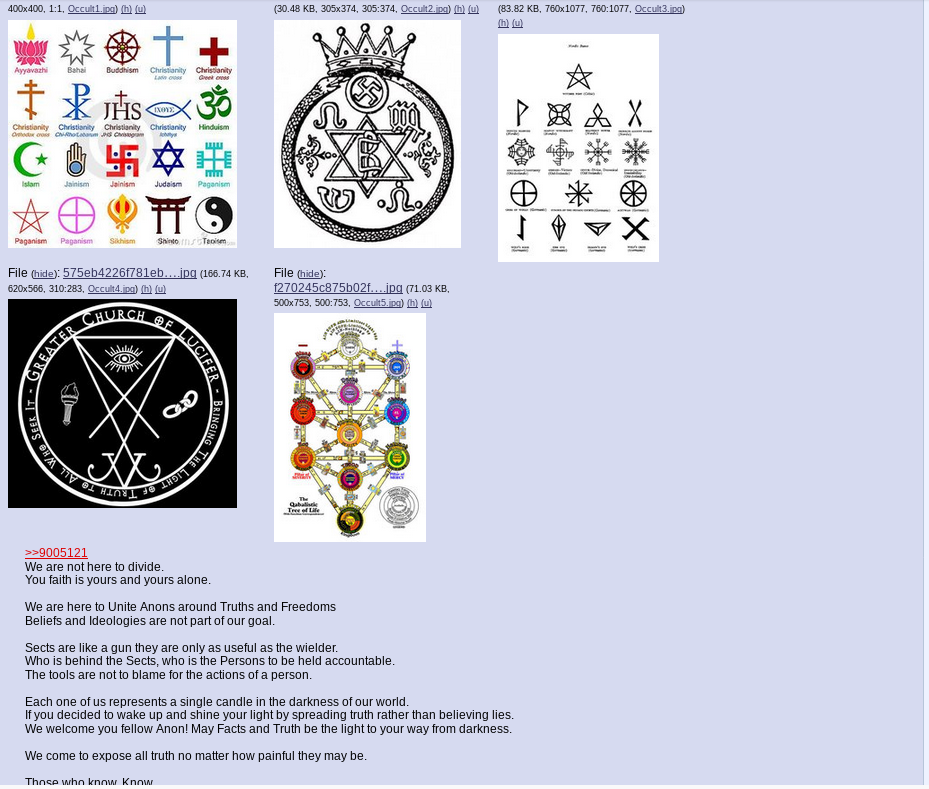 400x400, 1:1, Occult1.jpg) (h) (u)
(30.48 KB, 305x374, 305:374, Occult2.jpg) (h) (u)
(83.82 KB, 760x1077, 760:1077, Occult3.jpg)
(h) (u)
Ayyavazhi Bahai Buddhism Christianity Christianity
Latin cross Greek cross
Christianity Christianity Christianity Christianity Hinduism
Orthodox cross Chi-Rho/Labarum JHS Christogram Ichthys
JHS
ΙΧΘΥΣ
Islam Jainism Jainism Judaism Paganism
Paganism Paganism Sikhism Shinto Taoism
File (hide): 575eb4226f781eb….jpg (166.74 KB,
620x566, 310:283, Occult4.jpg) (h) (u)
File (hide):
f270245c875b02f….jpg (71.03 KB,
500x753, 500:753, Occult5.jpg) (h) (u)
GREATER CHURCH OF LUCIFER
- BRINGING THE LIGHT OF TRUTH TO ALL WHO SEEK IT -
Pillar of
SEVERITY
Pillar of
MERCY
The
Qabalistic
Tree of Life
>>9005121
We are not here to divide.
You faith is yours and yours alone.
We are here to Unite Anons around Truths and Freedoms
Beliefs and Ideologies are not part of our goal.
Sects are like a gun they are only as useful as the wielder.
Who is behind the Sects, who is the Persons to be held accountable.
The tools are not to blame for the actions of a person.
Each one of us represents a single candle in the darkness of our world.
If you decided to wake up and shine your light by spreading truth rather than believing lies.
We welcome you fellow Anon! May Facts and Truth be the light to your way from darkness.
We come to expose all truth no matter how painful they may be.
Those who know, Know